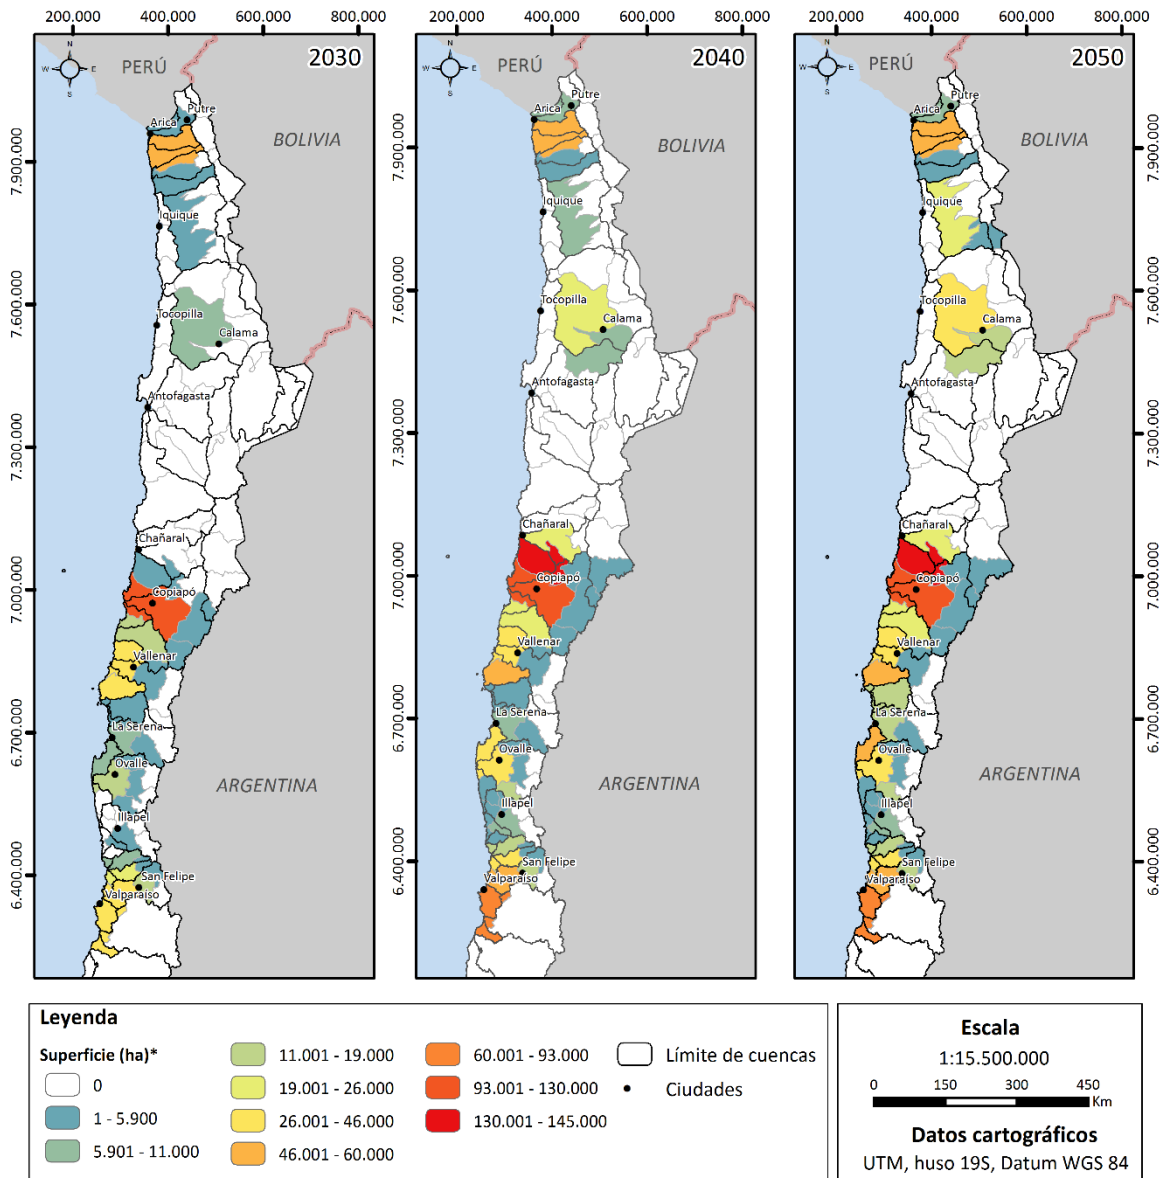 200.000 400.000 600.000 800.000
200.000 400.000 600.000 800.000
200.000 400.000 600.000 800.000
7.900.000
7.600.000
7.300.000
7.000.000
6.700.000
6.400.000
N
W E
S
PERÚ
2030
BOLIVIA
ARGENTINA
Putre
Arica
Iquique
Tocopilla
Calama
Antofagasta
Chañaral
Copiapó
Vallenar
La Serena
Ovalle
Illapel
San Felipe
Valparaíso
7.900.000
7.600.000
7.300.000
7.000.000
6.700.000
6.400.000
N
W E
S
PERÚ
2040
BOLIVIA
ARGENTINA
Putre
Arica
Iquique
Tocopilla
Calama
Antofagasta
Chañaral
Copiapó
Vallenar
La Serena
Ovalle
Illapel
San Felipe
Valparaíso
N
W E
S
PERÚ
2050
BOLIVIA
ARGENTINA
Putre
Arica
Iquique
Tocopilla
Calama
Antofagasta
Chañaral
Copiapó
Vallenar
La Serena
Ovalle
Illapel
San Felipe
Valparaíso
7.900.000
7.600.000
7.300.000
7.000.000
6.700.000
6.400.000
Leyenda
Superficie (ha)*
0
1 - 5.900
5.901 - 11.000
11.001 - 19.000
19.001 - 26.000
26.001 - 46.000
46.001 - 60.000
60.001 - 93.000
93.001 - 130.000
130.001 - 145.000
Límite de cuencas
Ciudades
Escala
1:15.500.000
0 150 300 450
Km
Datos cartográficos
UTM, huso 19S, Datum WGS 84